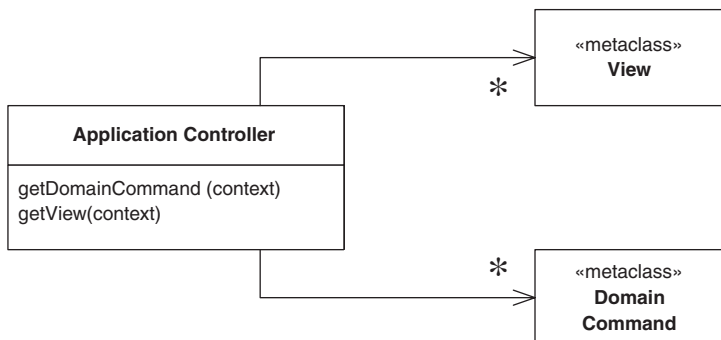 «metaclass»
View
*
Application Controller
getDomainCommand (context)
getView(context)
*
«metaclass»
Domain
Command